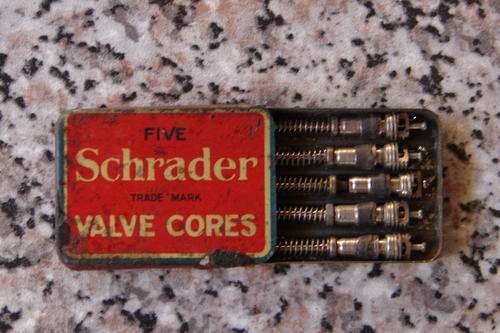 FIVE
Schrader
TRADE MARK
VALVE CORES